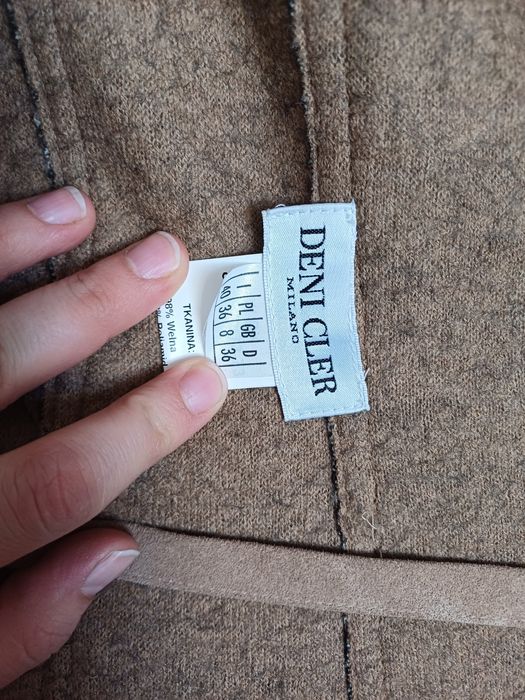 DENI CLER
MILANO
I PL GB D
40 36 8 36
TKANINA:
98% Wełna